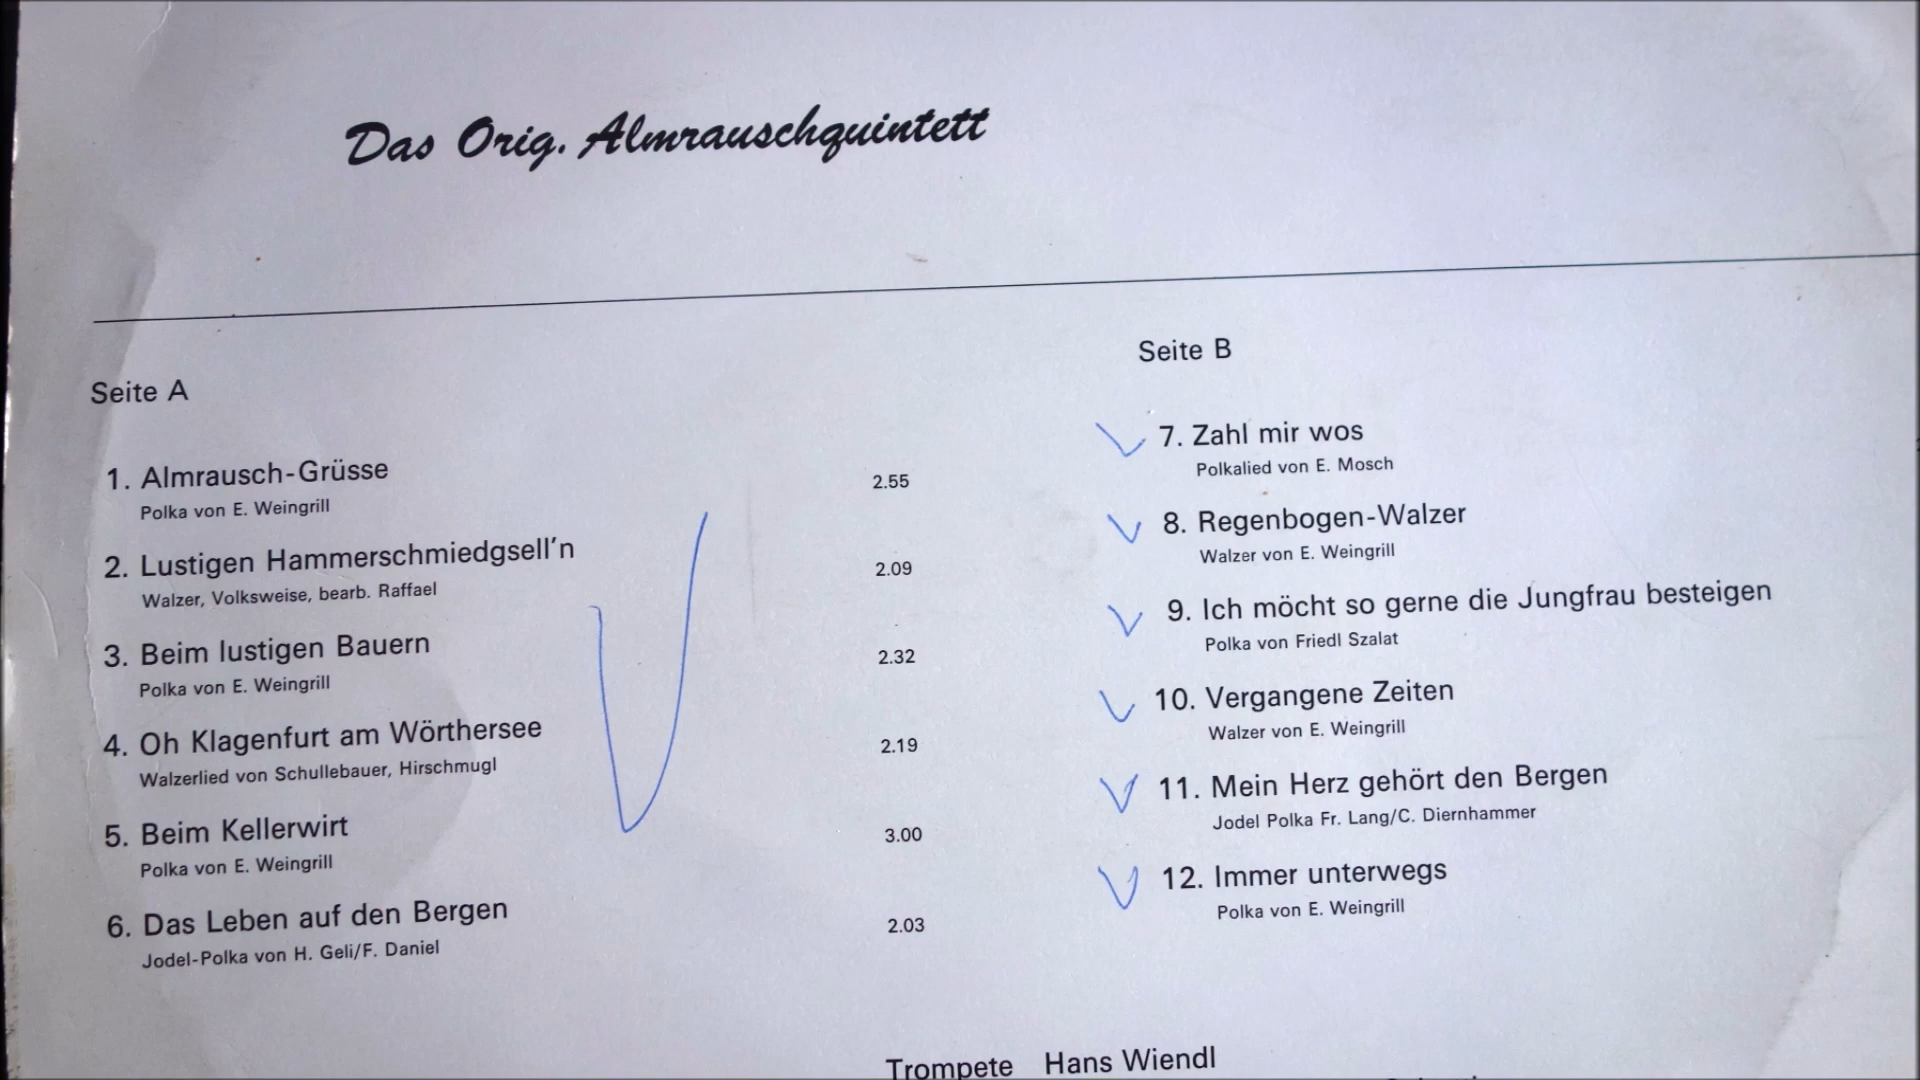 Das Orig. Almrauschquintett
Seite A
1. Almrausch-Grüsse 2.55
Polka von E. Weingrill
2. Lustigen Hammerschmiedgsell'n 2.09
Walzer, Volksweise, bearb. Raffael
3. Beim lustigen Bauern 2.32
Polka von E. Weingrill
4. Oh Klagenfurt am Wörthersee 2.19
Walzerlied von Schullebauer, Hirschmugl
5. Beim Kellerwirt 3.00
Polka von E. Weingrill
6. Das Leben auf den Bergen 2.03
Jodel-Polka von H. Geli/F. Daniel
Seite B
7. Zahl mir wos
Polkalied von E. Mosch
8. Regenbogen-Walzer
Walzer von E. Weingrill
9. Ich möcht so gerne die Jungfrau besteigen
Polka von Friedl Szalat
10. Vergangene Zeiten
Walzer von E. Weingrill
11. Mein Herz gehört den Bergen
Jodel Polka Fr. Lang/C. Diernhammer
12. Immer unterwegs
Polka von E. Weingrill
Trompete Hans Wiendl